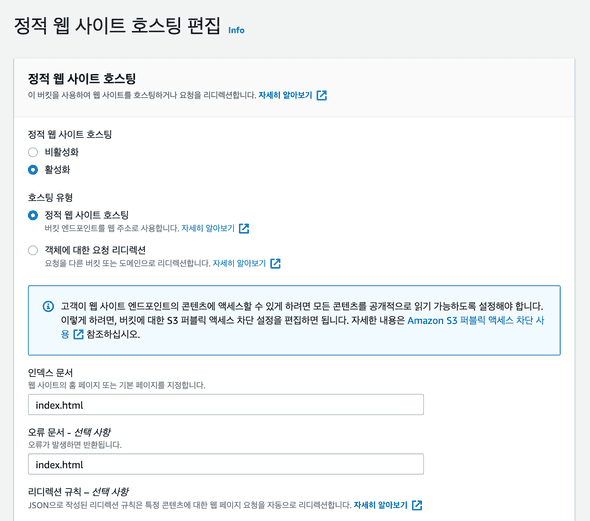 정적 웹 사이트 호스팅 편집 Info
정적 웹 사이트 호스팅
이 버킷을 사용하여 웹 사이트를 호스팅하거나 요청을 리디렉션합니다. 자세히 알아보기
정적 웹 사이트 호스팅
비활성화
활성화
호스팅 유형
정적 웹 사이트 호스팅
버킷 엔드포인트를 웹 주소로 사용합니다. 자세히 알아보기
객체에 대한 요청 리디렉션
요청을 다른 버킷 또는 도메인으로 리디렉션합니다. 자세히 알아보기
고객이 웹 사이트 엔드포인트의 콘텐츠에 액세스할 수 있게 하려면 모든 콘텐츠를 공개적으로 읽기 가능하도록 설정해야 합니다.
이렇게 하려면, 버킷에 대한 S3 퍼블릭 액세스 차단 설정을 편집하면 됩니다. 자세한 내용은 Amazon S3 퍼블릭 액세스 차단 사
용 참조하십시오.
인덱스 문서
웹 사이트의 홈 페이지 또는 기본 페이지를 지정합니다.
index.html
오류 문서 - 선택 사항
오류가 발생하면 반환됩니다.
index.html
리디렉션 규칙 – 선택 사항
JSON으로 작성된 리디렉션 규칙은 특정 콘텐츠에 대한 웹 페이지 요청을 자동으로 리디렉션합니다. 자세히 알아보기